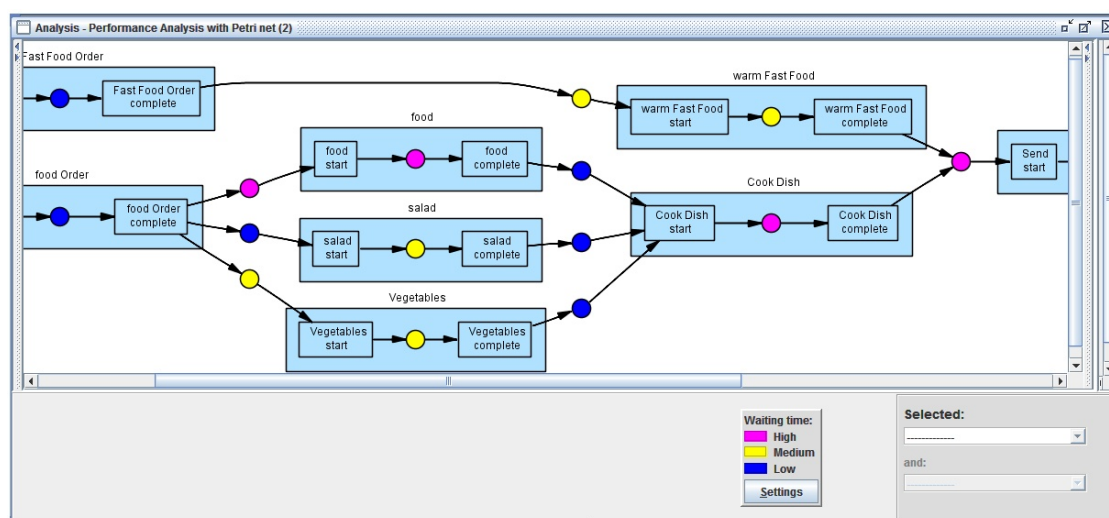 Analysis - Performance Analysis with Petri net (2)
Fast Food Order
Fast Food Order
complete
warm Fast Food
warm Fast Food
start
warm Fast Food
complete
food
food
start
food
complete
Send
start
food Order
food Order
complete
salad
salad
start
salad
complete
Cook Dish
Cook Dish
start
Cook Dish
complete
Vegetables
Vegetables
start
Vegetables
complete
Waiting time:
High
Medium
Low
Settings
Selected:
-------------
and: